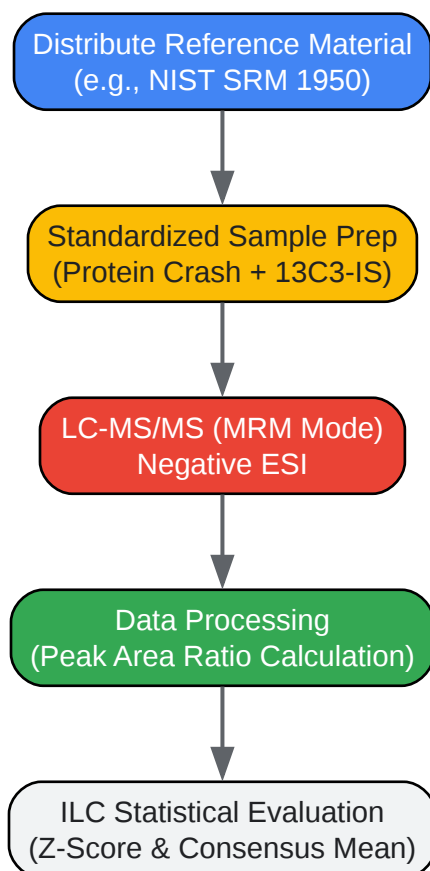 Distribute Reference Material
(e.g., NIST SRM 1950)
Standardized Sample Prep
(Protein Crash + 13C3-IS)
LC-MS/MS (MRM Mode)
Negative ESI
Data Processing
(Peak Area Ratio Calculation)
ILC Statistical Evaluation
(Z-Score & Consensus Mean)